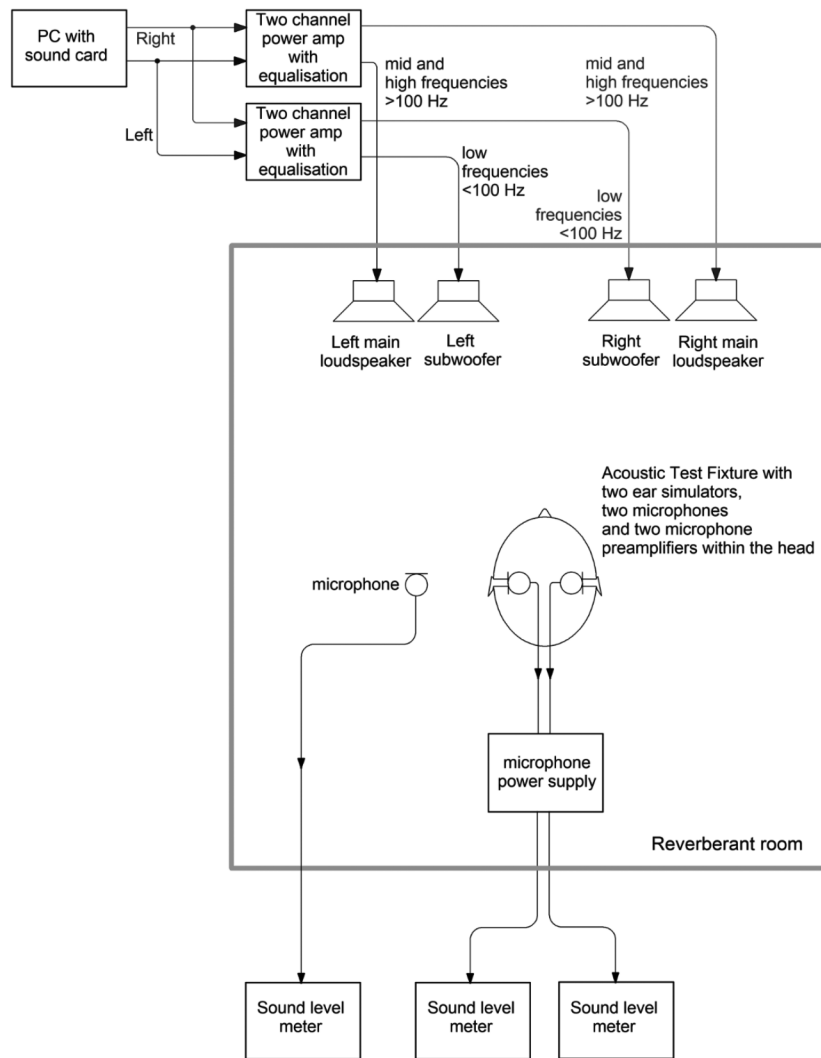 PC with
sound card
Right
Left
Two channel
power amp
with
equalisation
Two channel
power amp
with
equalisation
mid and
high frequencies
>100 Hz
low
frequencies
<100 Hz
mid and
high frequencies
>100 Hz
low
frequencies
<100 Hz
Left main
loudspeaker
Left
subwoofer
Right
subwoofer
Right main
loudspeaker
Acoustic Test Fixture with
two ear simulators,
two microphones
and two microphone
preamplifiers within the head
microphone
microphone
power supply
Reverberant room
Sound level
meter
Sound level
meter
Sound level
meter